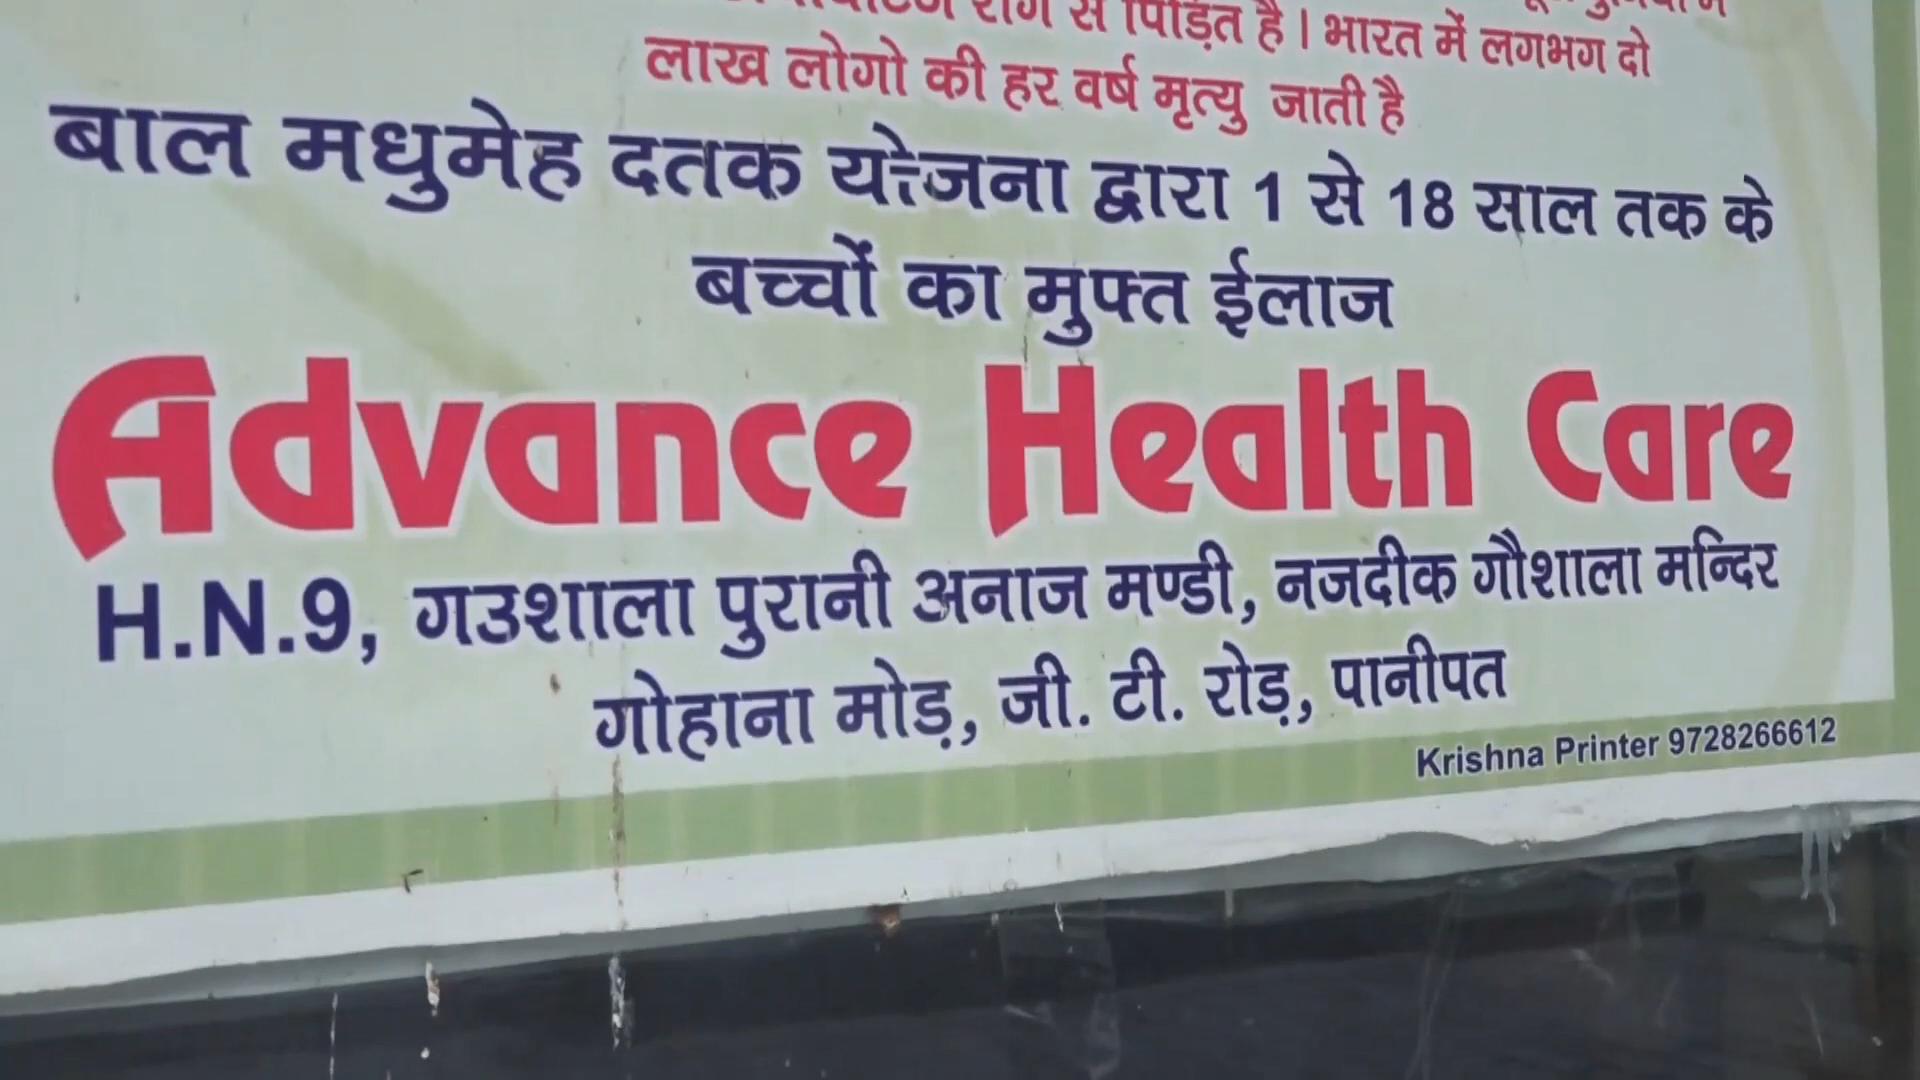 रोग से पिड़ित है । भारत में लगभग दो
लाख लोगो की हर वर्ष मृत्यु जाती है
बाल मधुमेह दतक योजना द्वारा 1 से 18 साल तक के
बच्चों का मुफ्त ईलाज
Advance Health Care
H.N.9, गउशाला पुरानी अनाज मण्डी, नजदीक गौशाला मन्दिर
गोहाना मोड़, जी. टी. रोड़, पानीपत
Krishna Printer 9728266612